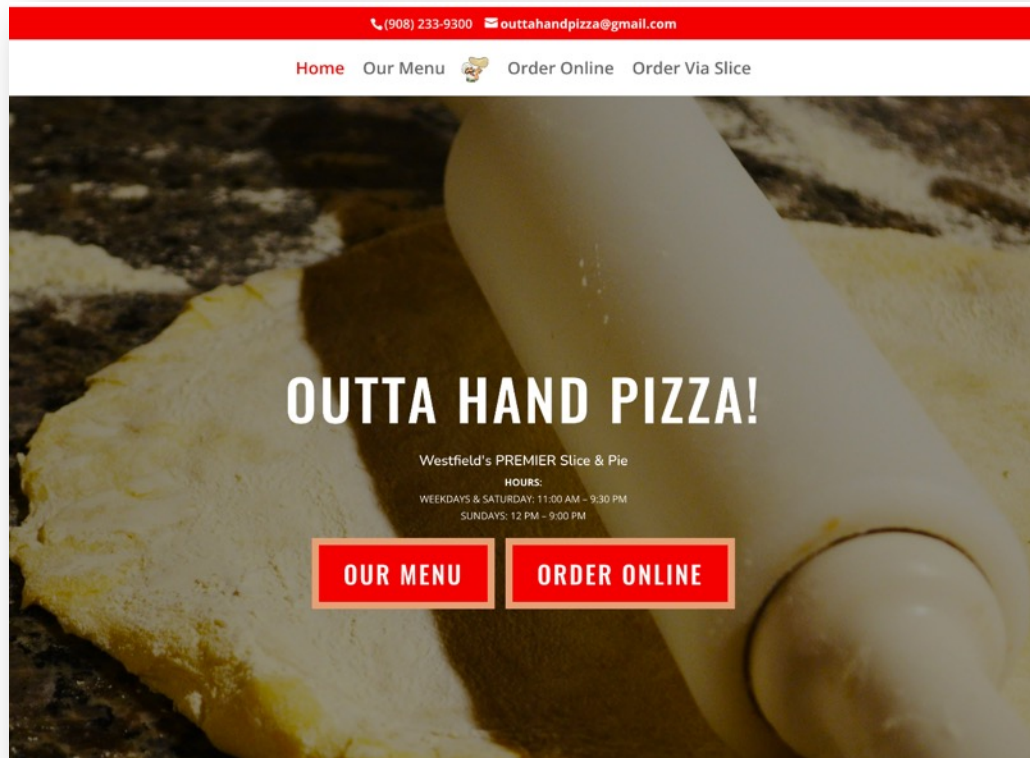 (908) 233-9300 outtahandpizza@gmail.com
Home Our Menu Order Online Order Via Slice
OUTTA HAND PIZZA!
Westfield's PREMIER Slice & Pie
HOURS:
WEEKDAYS & SATURDAY: 11:00 AM – 9:30 PM
SUNDAYS: 12 PM – 9:00 PM
OUR MENU ORDER ONLINE